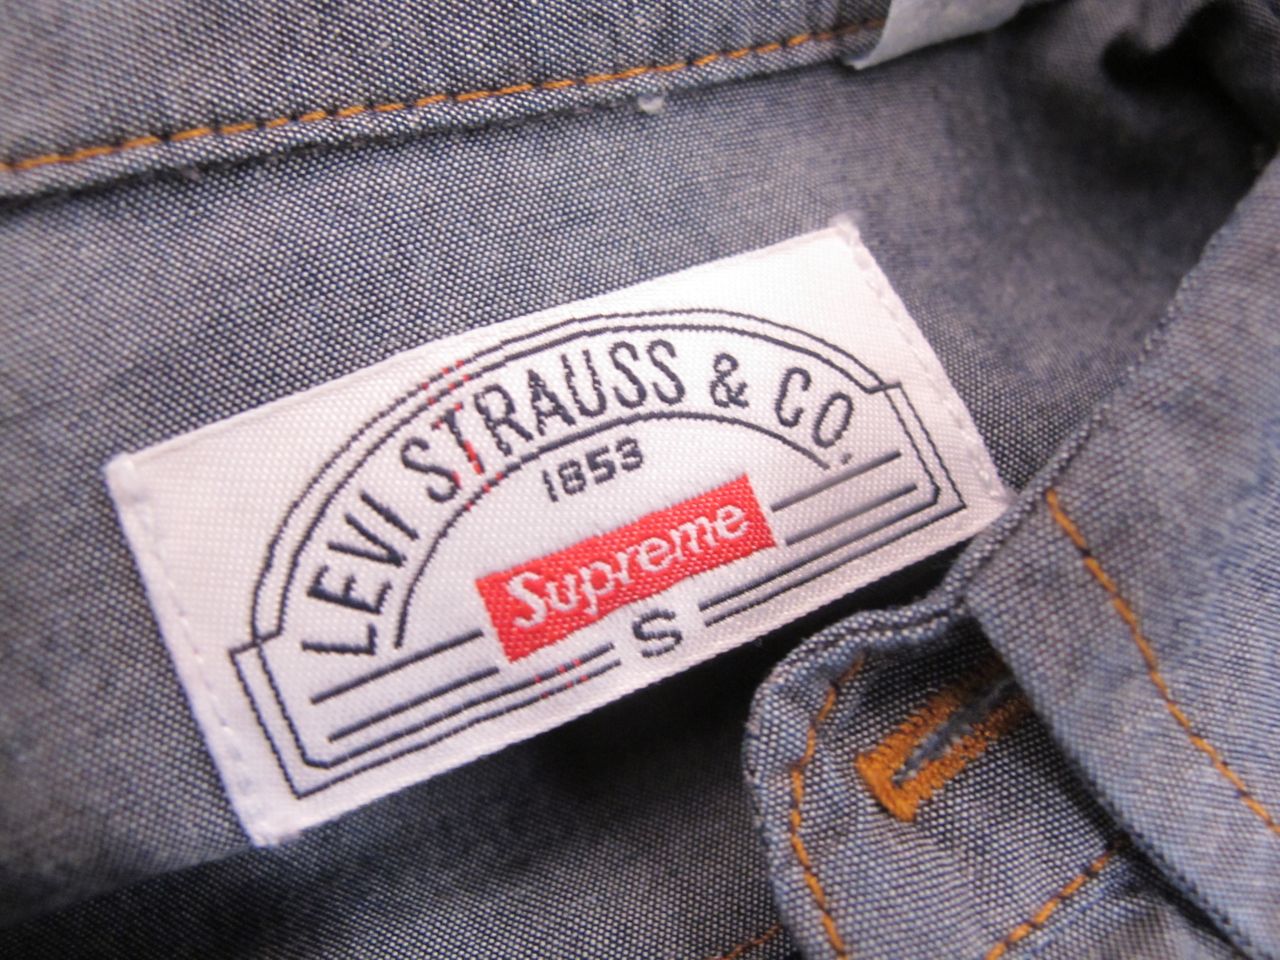 LEVI STRAUSS & CO.
1853
Supreme
S